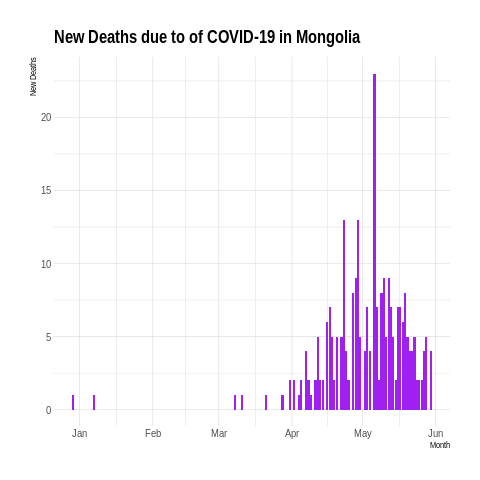 New Deaths due to of COVID-19 in Mongolia
New Deaths
20
15
10
5
0
Jan Feb Mar Apr May Jun
Month